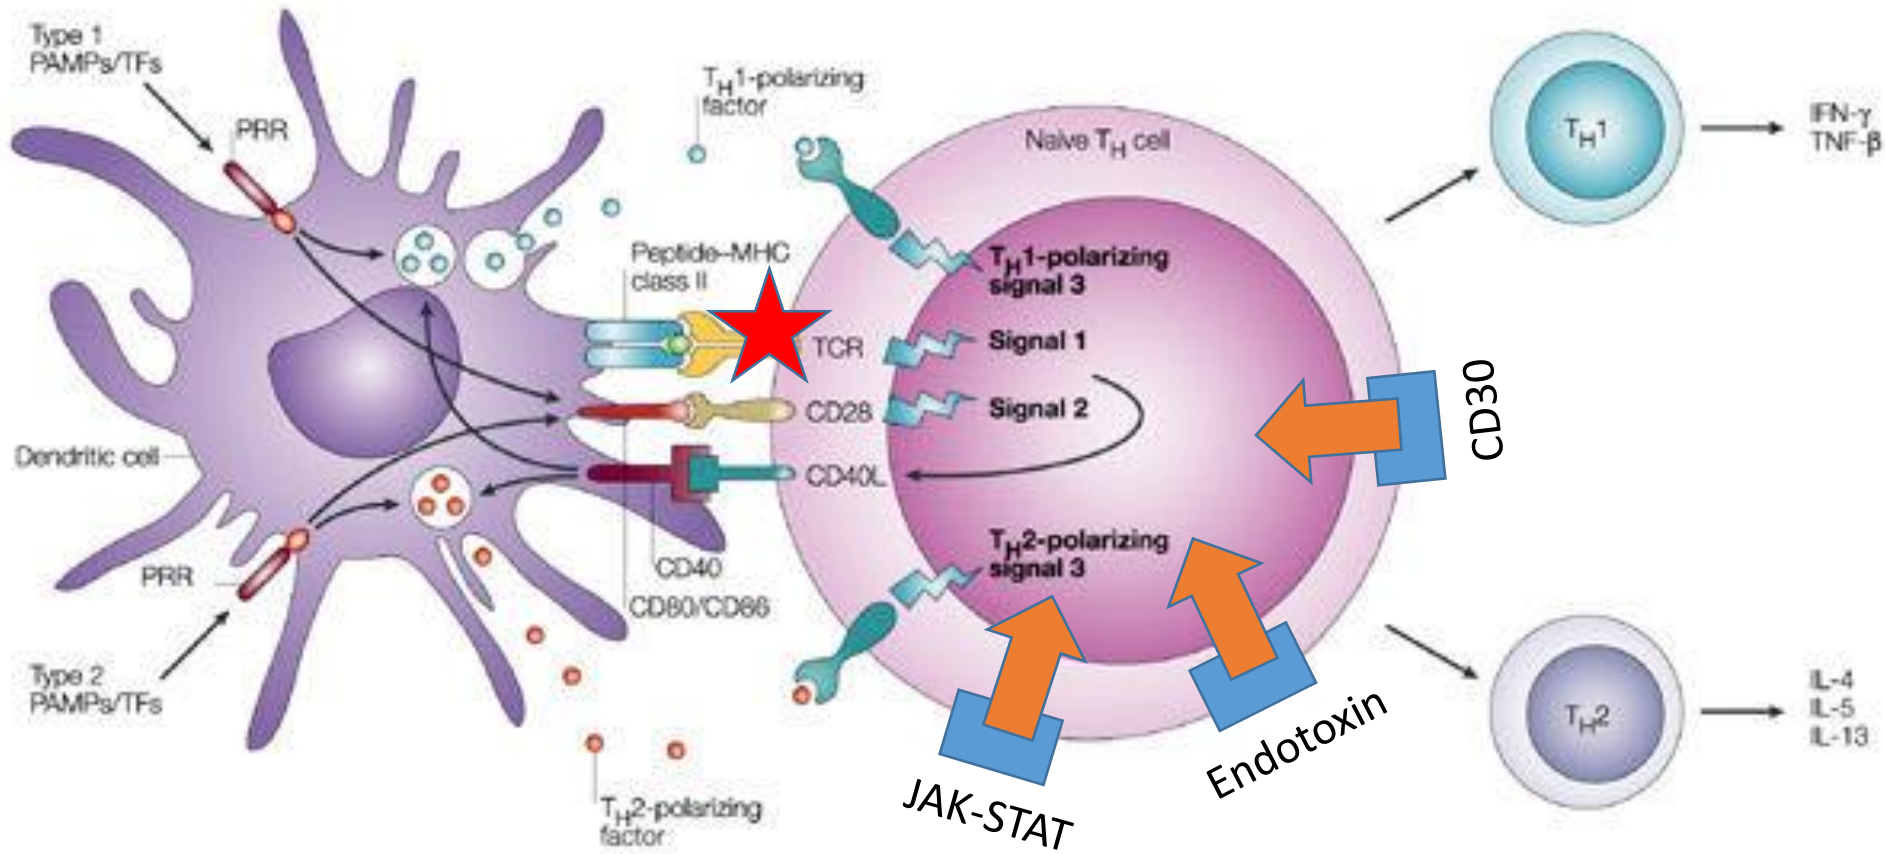 Type 1
PAMPs/TFs
PRR
TH1-polarizing
factor
Naive TH cell
TH1
IFN-γ
TNF-β
Peptide–MHC
class II
TH1-polarizing
signal 3
TCR
Signal 1
CD28
Signal 2
CD30
Dendritic cell
CD40L
TH2-polarizing
signal 3
PRR
CD40
CD80/CD86
Type 2
PAMPs/TFs
Endotoxin
JAK-STAT
TH2
IL-4
IL-5
IL-13
TH2-polarizing
factor